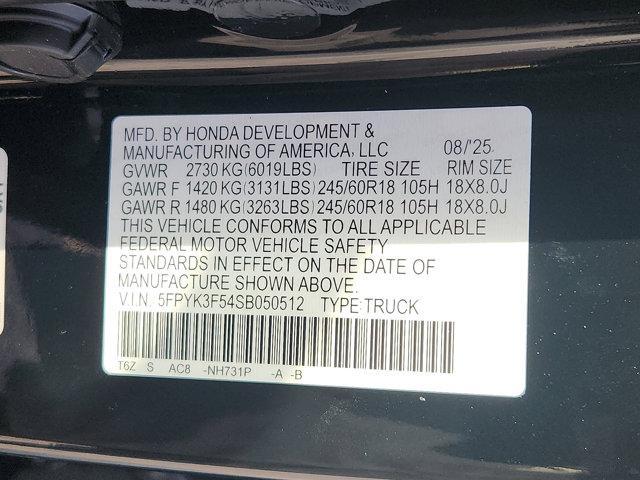 MFD. BY HONDA DEVELOPMENT &
MANUFACTURING OF AMERICA, LLC 08/'25
GVWR 2730 KG(6019LBS) TIRE SIZE RIM SIZE
GAWR F 1420 KG(3131LBS) 245/60R18 105H 18X8.0J
GAWR R 1480 KG(3263LBS) 245/60R18 105H 18X8.0J
THIS VEHICLE CONFORMS TO ALL APPLICABLE
FEDERAL MOTOR VEHICLE SAFETY
STANDARDS IN EFFECT ON THE DATE OF
MANUFACTURE SHOWN ABOVE.
V.I.N. 5FPYK3F54SB050512 TYPE:TRUCK
T6Z S AC8 -NH731P -A -B